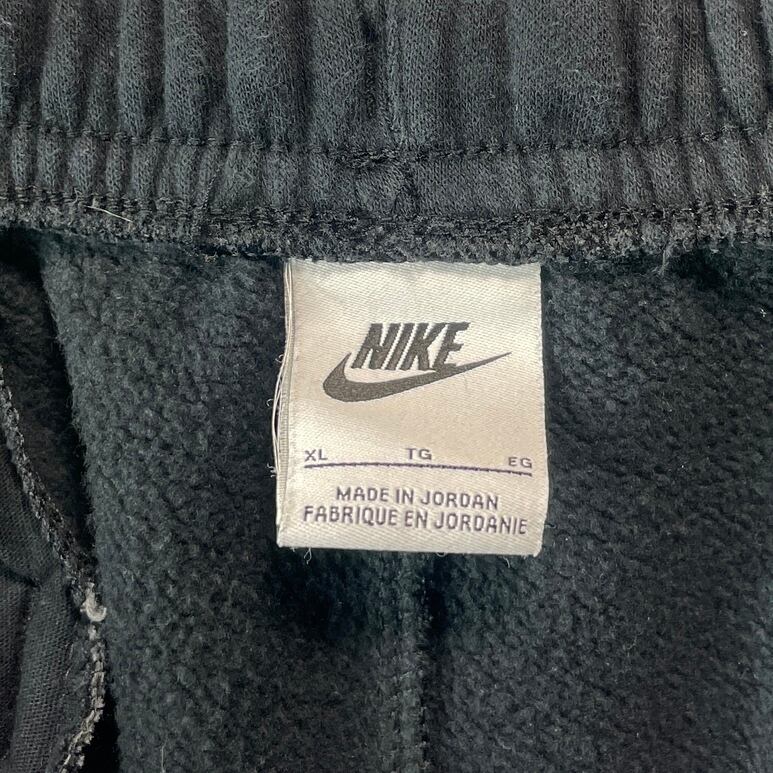 NIKE
XL TG EG
MADE IN JORDAN
FABRIQUE EN JORDANIE